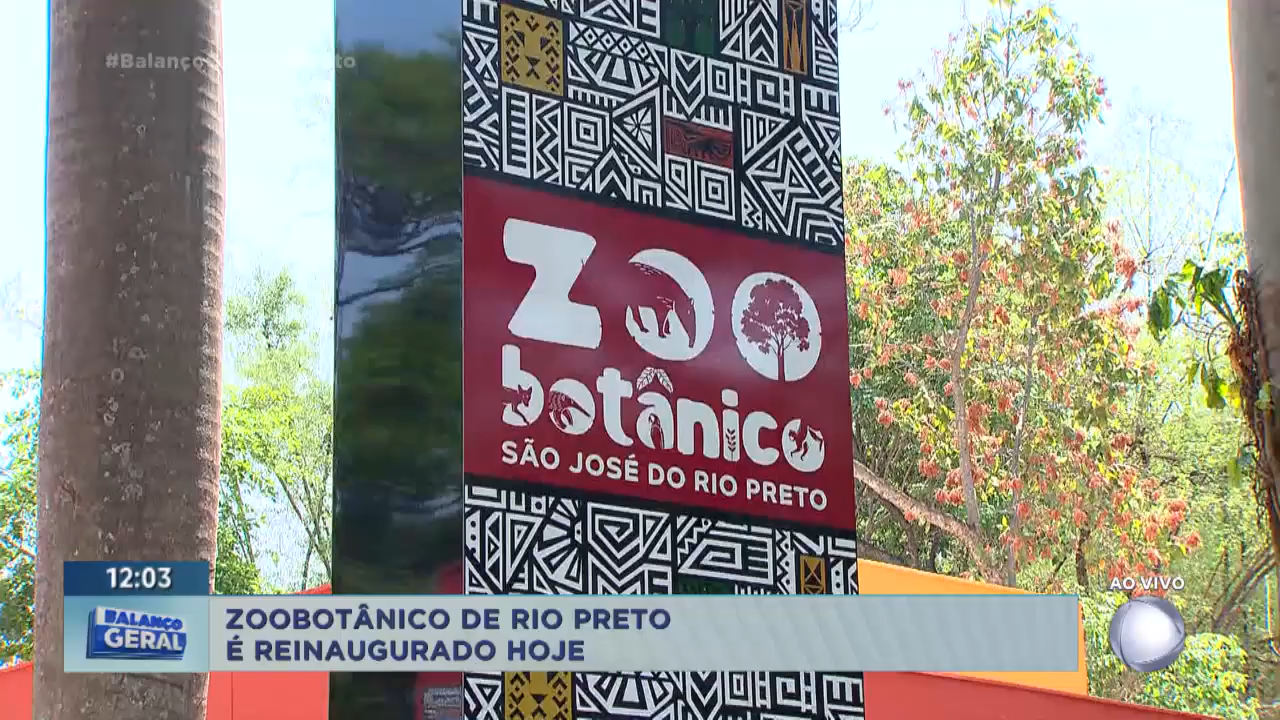 #Balanço
ZOO
botânico
SÃO JOSÉ DO RIO PRETO
12:03
BALANÇO
GERAL
ZOOBOTÂNICO DE RIO PRETO
É REINAUGURADO HOJE
AO VIVO